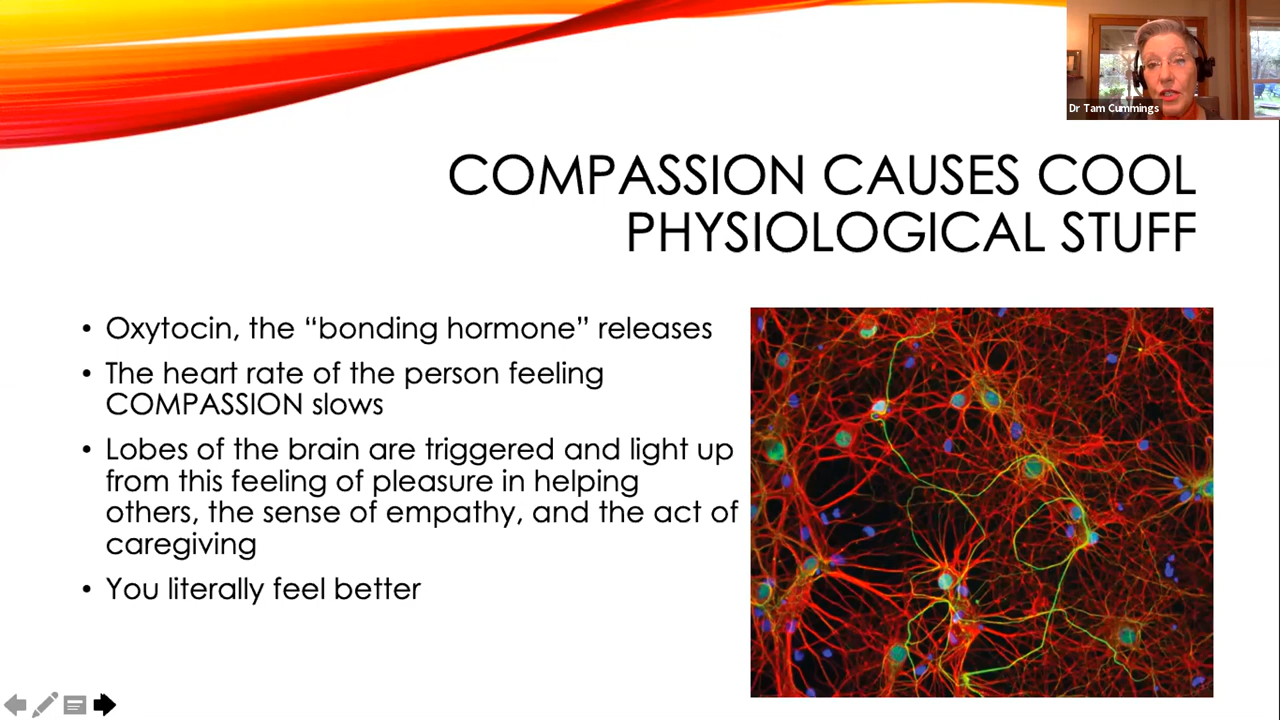 Dr Tam Cummings
COMPASSION CAUSES COOL
PHYSIOLOGICAL STUFF
• Oxytocin, the “bonding hormone” releases
• The heart rate of the person feeling
COMPASSION slows
• Lobes of the brain are triggered and light up
from this feeling of pleasure in helping
others, the sense of empathy, and the act of
caregiving
• You literally feel better